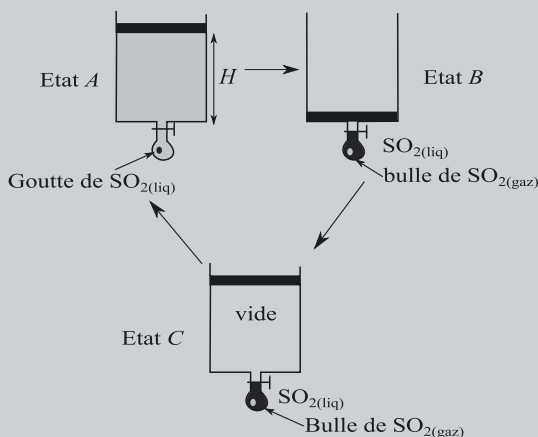 Etat A
H
Etat B
Goutte de SO2(liq)
SO2(liq)
bulle de SO2(gaz)
vide
Etat C
SO2(liq)
Bulle de SO2(gaz)